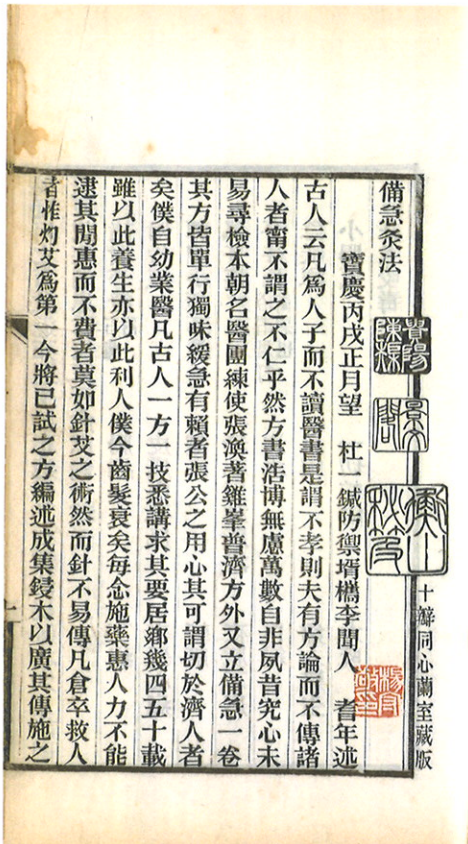 備急灸法
寶慶丙戌正月望　杜一鍼防禦壻檇李聞人　耆年述
古人云凡爲人子而不讀醫書是謂不孝則夫有方論而不傳諸
人者甯不謂之不仁乎然方書浩博無慮萬數自非夙昔究心未
易尋檢本朝名醫團練使張渙著雞峯普濟方外又立備急一卷
其方皆單行獨味緩急有賴者張公之用心其可謂切於濟人者
矣僕自幼業醫凡古人一方一技悉講求其要居鄉幾四五十載
雖以此養生亦以此利人僕今齒髮衰矣每念施藥惠人力不能
逮其間惠而不費者莫如針艾之術然而針不易傳凡倉卒救人
者惟灼艾爲第一今將已試之方編述成集鋟木以廣其傳施之
十瓣同心蘭室藏版